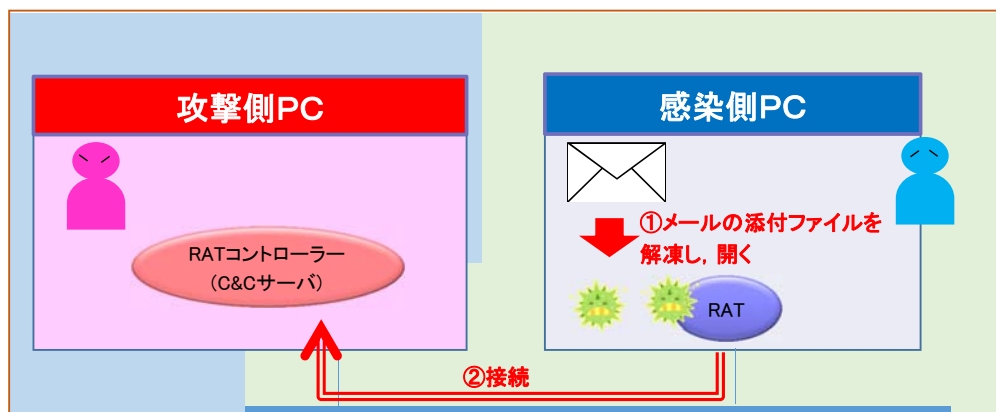 攻撃側PC
感染側PC
①メールの添付ファイルを
解凍し，開く
RATコントローラー
(C&Cサーバ)
RAT
②接続